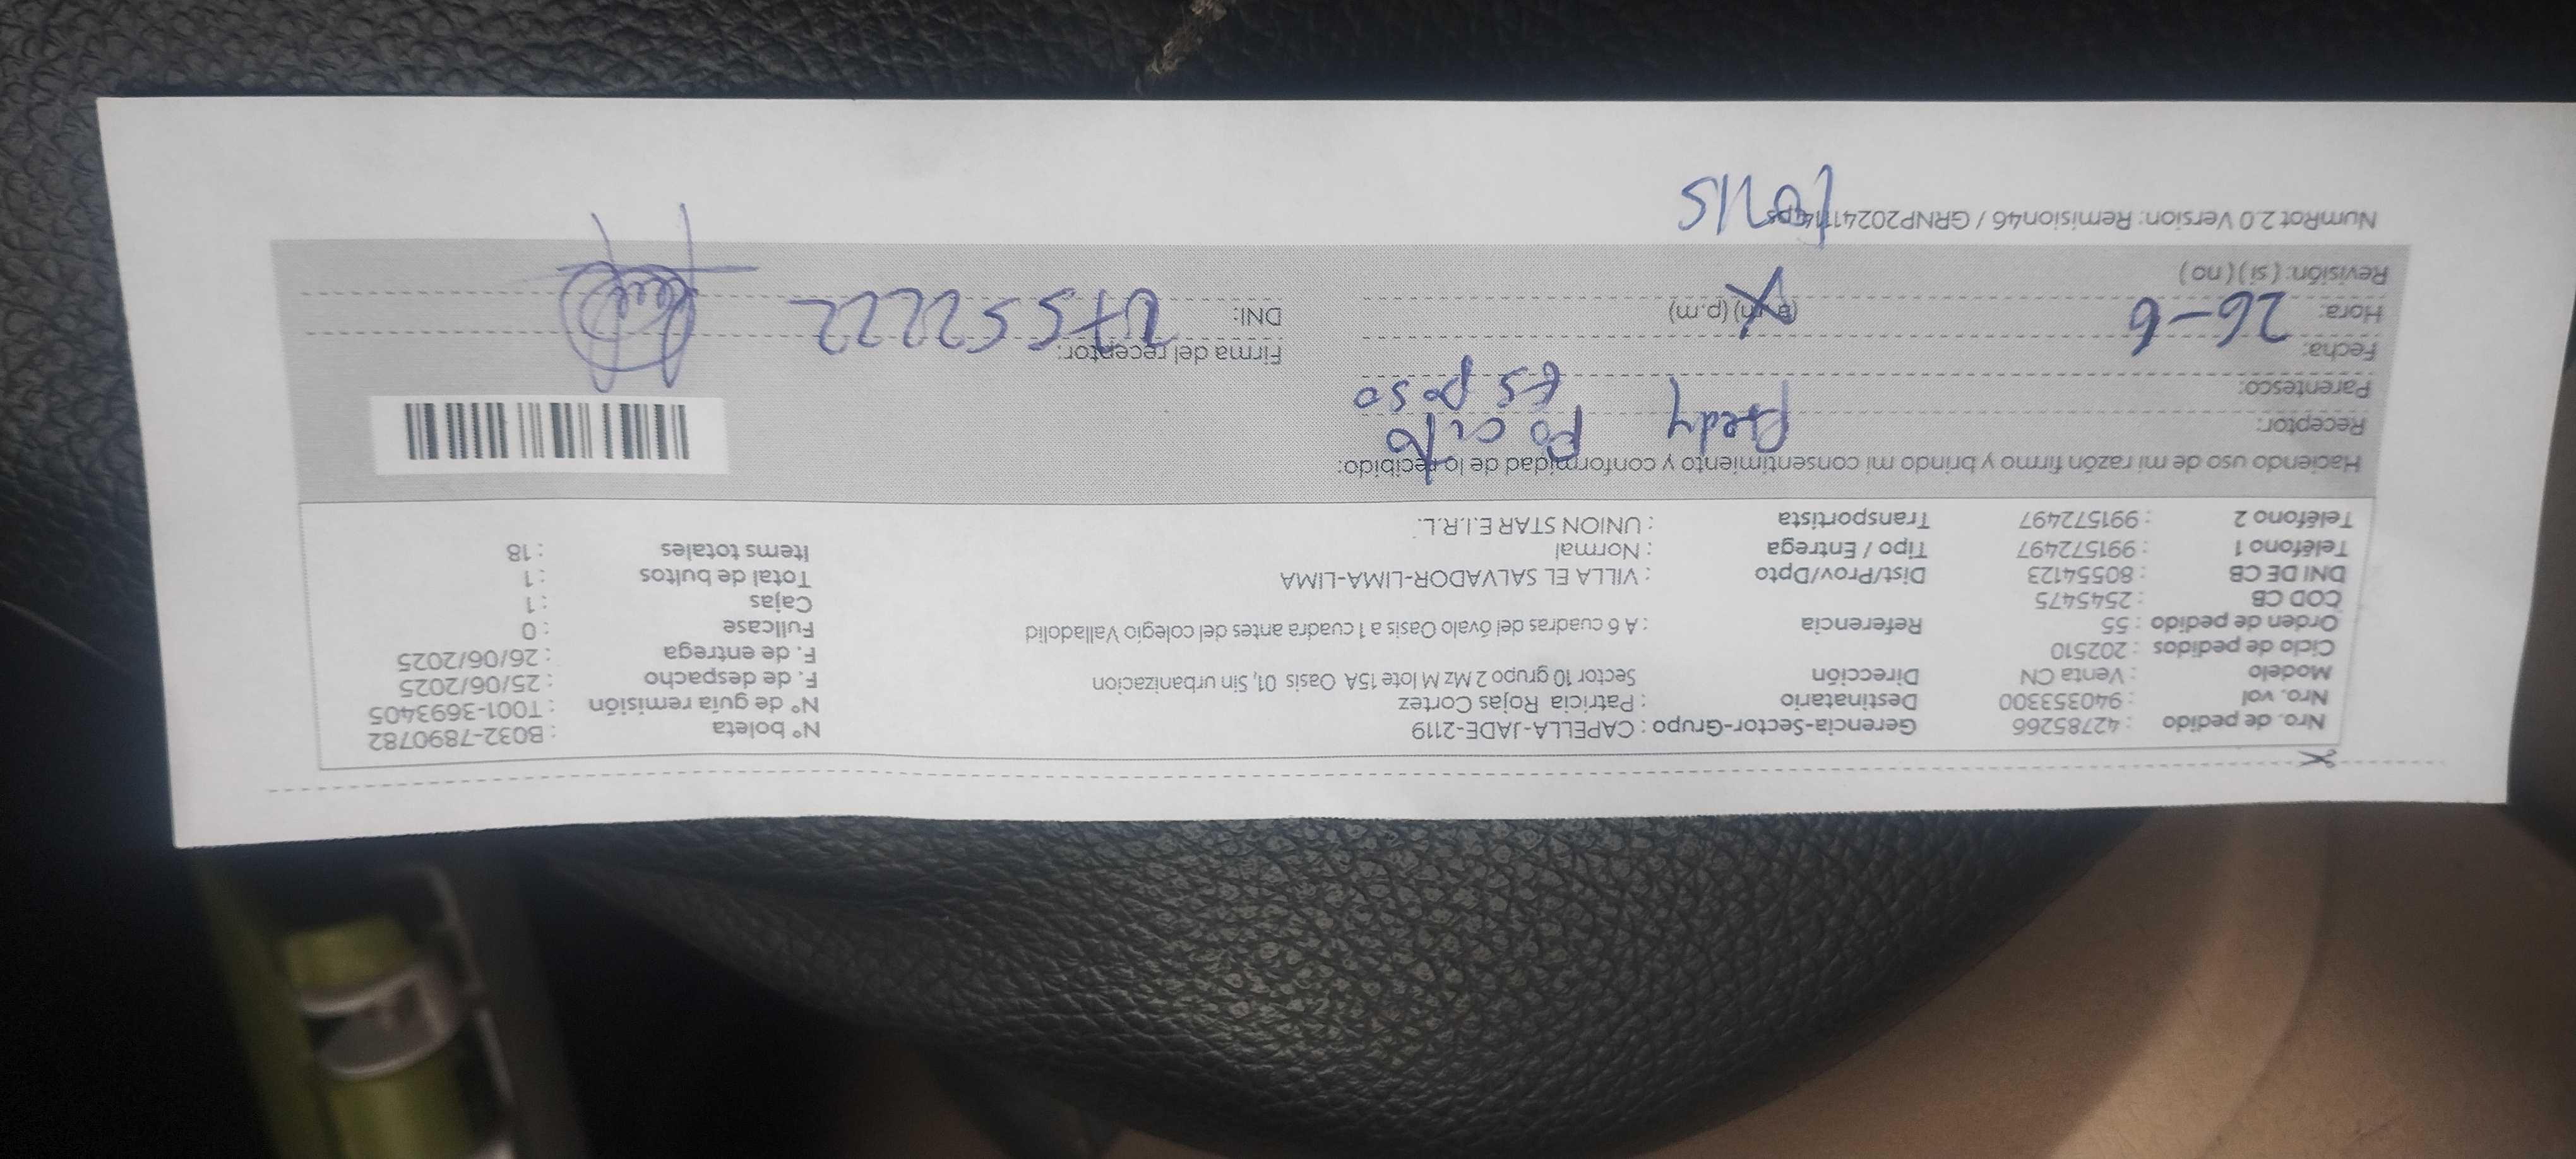 Nro. de pedido : 42785266 Gerencia-Sector-Grupo : CAPELLA-JADE-2119 N° boleta : B032-7890782
Nro. vol : 940353300 Destinatario : Patricia Rojas Cortez N° de guía remisión : T001-3693405
Modelo : Venta CN Dirección Sector 10 grupo 2 Mz M lote 15A Oasis 01, Sin urbanizacion F. de despacho : 25/06/2025
Ciclo de pedidos : 202510 F. de entrega : 26/06/2025
Orden de pedido : 55 Referencia : A 6 cuadras del óvalo Oasis a 1 cuadra antes del colegio Valladolid Fullcase : 0
COD CB : 2545475 Cajas : 1
DNI DE CB : 80554123 Dist/Prov/Dpto : VILLA EL SALVADOR-LIMA-LIMA Total de bultos : 1
Teléfono 1 : 991572497 Tipo / Entrega : Normal Items totales : 18
Teléfono 2 : 991572497 Transportista : UNION STAR E.I.R.L.
Haciendo uso de mi razón firmo y brindo mi consentimiento y conformidad de lo recibido:
Receptor:
Parentesco: Esposo
Fecha: Firma del receptor:
Hora: 26-6 (a.m) (p.m) X DNI:
Revisión: ( si ) ( no )
NumRot 2.0 Version: Remision46 / GRNP20241114